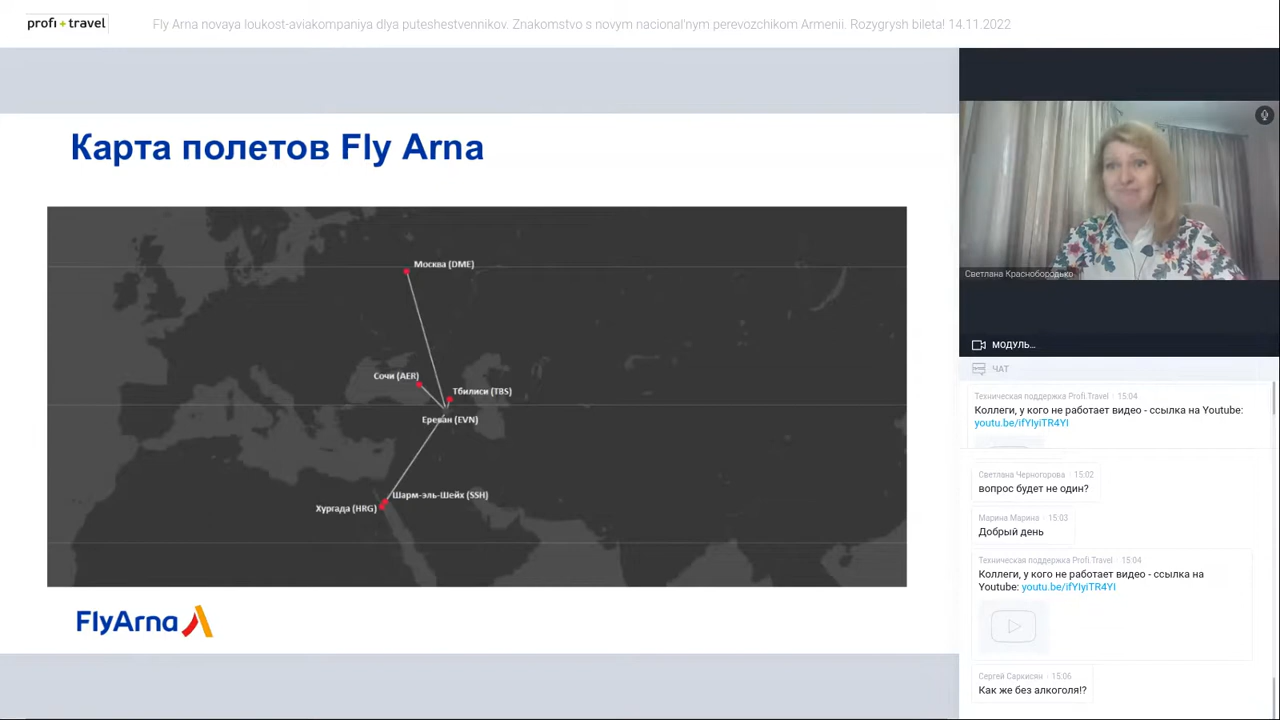 profi + travel
Fly Arna novaya loukost-aviakompaniya dlya puteshestvennikov. Znakomstvo s novym nacional'nym perevozchikom Armenii. Rozygrysh bileta! 14.11.2022
Карта полетов Fly Arna
Москва (DME)
Сочи (AER)
Тбилиси (TBS)
Ереван (EVN)
Шарм-эль-Шейх (SSH)
Хургада (HRG)
FlyArna
Светлана Краснобородько
МОДУЛЬ...
ЧАТ
Техническая поддержка Profi.Travel · 15:04
Коллеги, у кого не работает видео - ссылка на Youtube:
youtu.be/ifYIyiTR4YI
Светлана Черногорова · 15:02
вопрос будет не один?
Марина Марина · 15:03
Добрый день
Техническая поддержка Profi.Travel · 15:04
Коллеги, у кого не работает видео - ссылка на
Youtube: youtu.be/ifYIyiTR4YI
Сергей Саркисян · 15:06
Как же без алкоголя!?